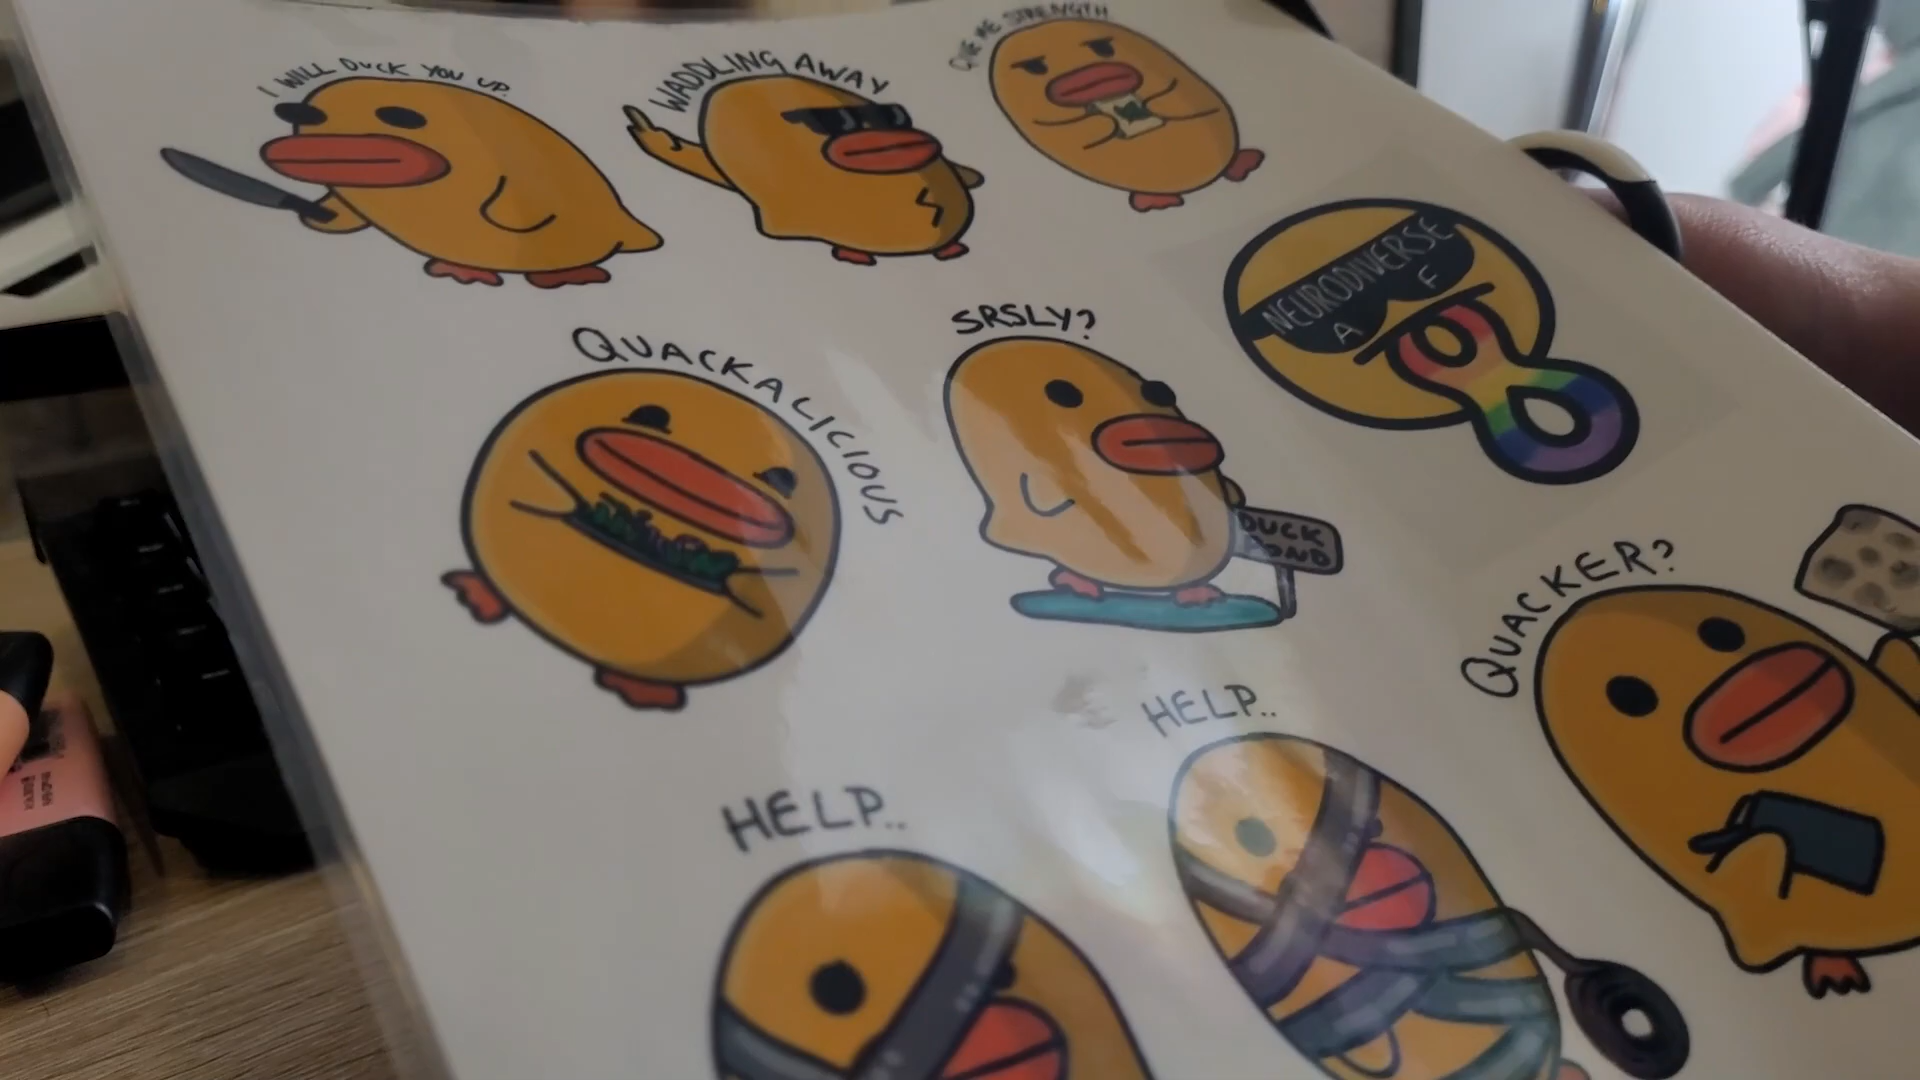 I WILL DUCK YOU UP.
WADDLING AWAY
GIVE ME STRENGTH
NEURODIVERSE
A F
QUACKALICIOUS
SRSLY?
DUCK
POND
QUACKER?
HELP..
HELP..